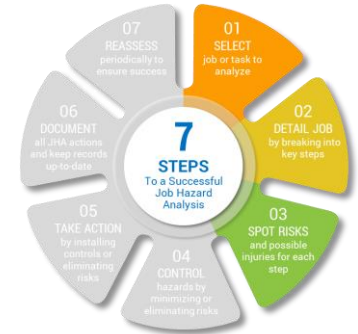 7
STEPS
To a Successful
Job Hazard
Analysis
01
SELECT
job or task to
analyze
02
DETAIL JOB
by breaking into
key steps
03
SPOT RISKS
and possible
injuries for each
step
04
CONTROL
hazards by
minimizing or
eliminating risks
05
TAKE ACTION
by installing
controls or
eliminating
risks
06
DOCUMENT
all JHA actions
and keep records
up-to-date
07
REASSESS
periodically to
ensure success